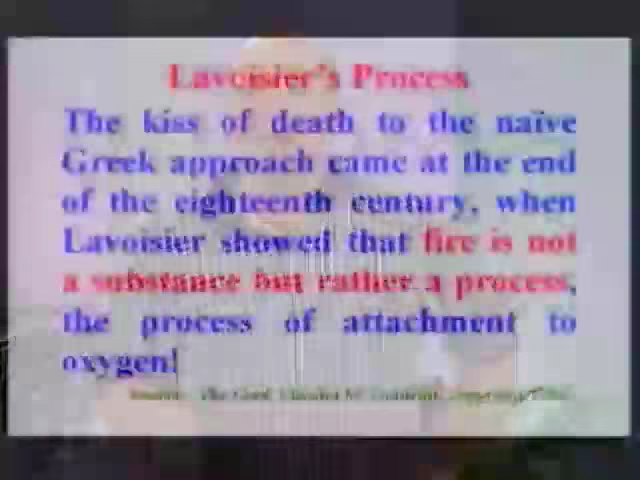 Lavoisier's Process
The kiss of death to the naïve
Greek approach came at the end
of the eighteenth century, when
Lavoisier showed that fire is not
a substance but rather a process,
the process of attachment to
oxygen!